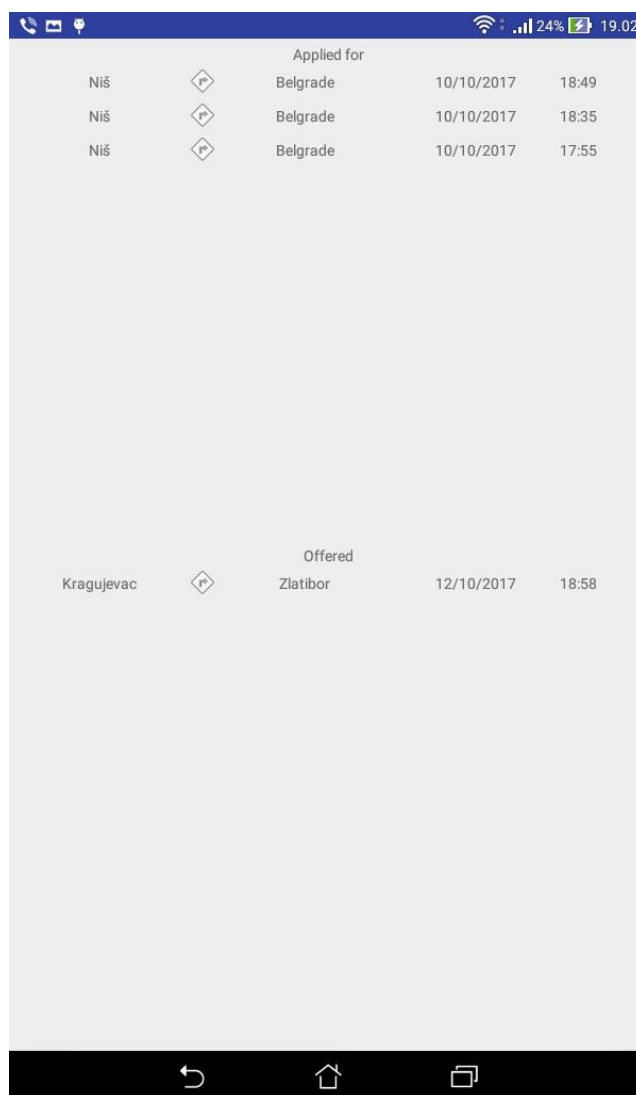 24% 19.02
Applied for
Niš Belgrade 10/10/2017 18:49
Niš Belgrade 10/10/2017 18:35
Niš Belgrade 10/10/2017 17:55
Offered
Kragujevac Zlatibor 12/10/2017 18:58